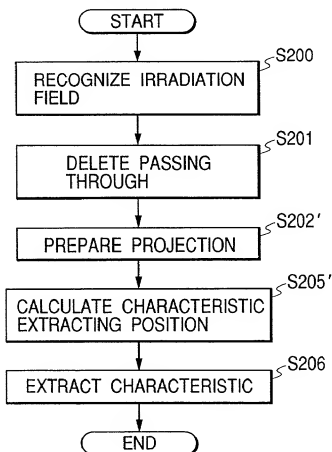 START
S200
RECOGNIZE IRRADIATION
FIELD
S201
DELETE PASSING
THROUGH
S202'
PREPARE PROJECTION
S205'
CALCULATE CHARACTERISTIC
EXTRACTING POSITION
S206
EXTRACT CHARACTERISTIC
END